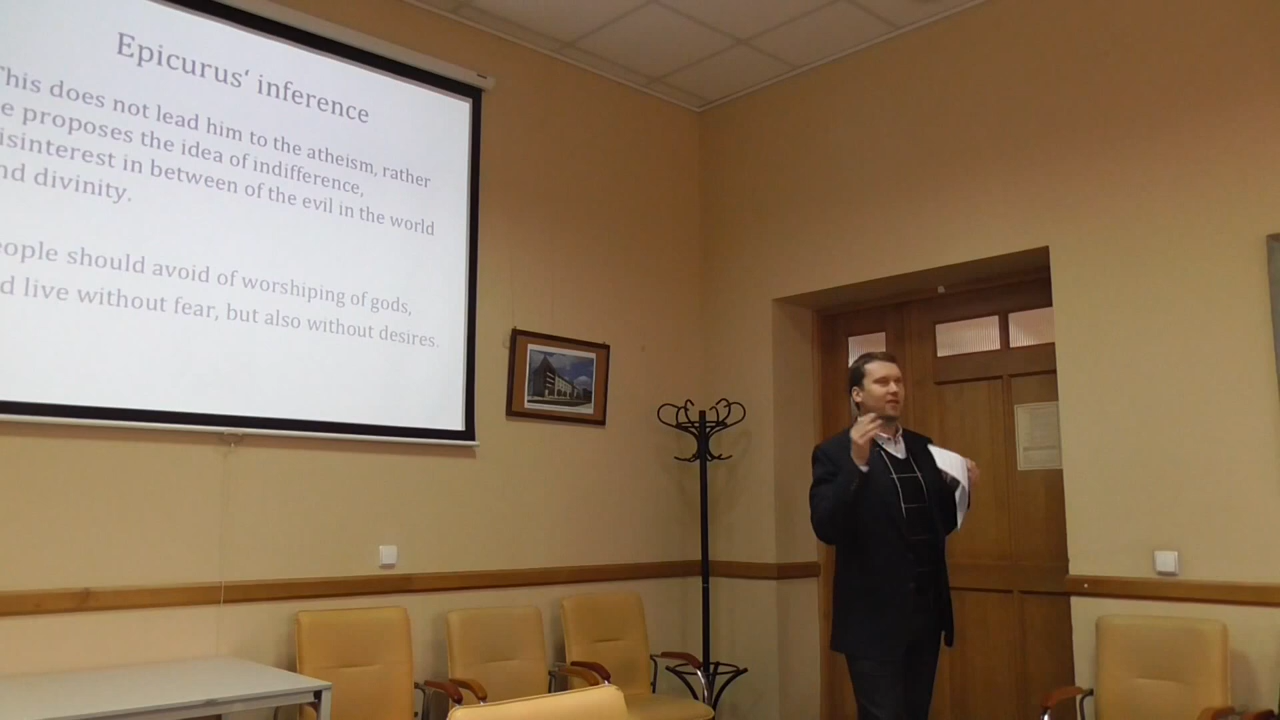 Epicurus‘ inference
This does not lead him to the atheism, rather
e proposes the idea of indifference,
isinterest in between of the evil in the world
nd divinity.
eople should avoid of worshiping of gods,
d live without fear, but also without desires.